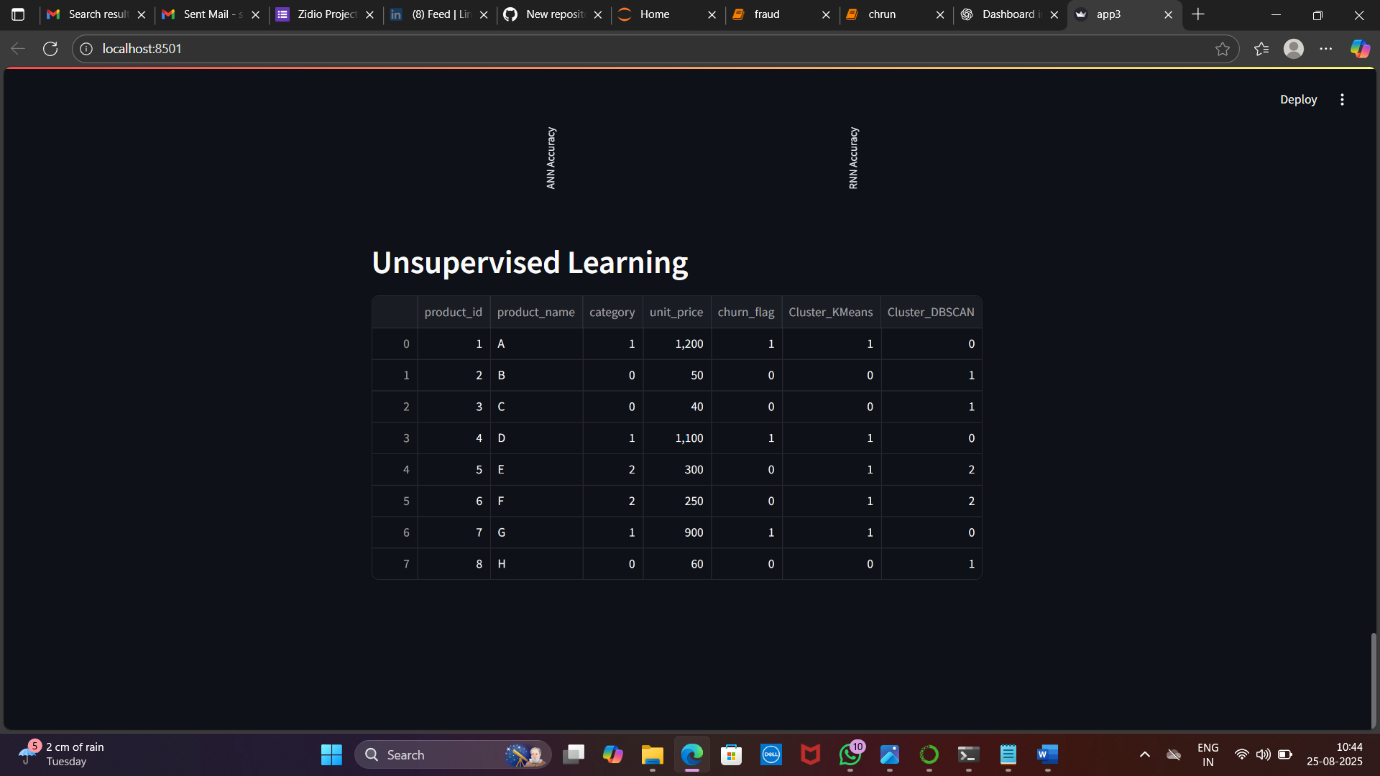 Search result
Sent Mail - s
Zidio Project
(8) Feed | Lin
New reposit
Home
fraud
chrun
Dashboard i
app3
localhost:8501
Deploy
ANN Accuracy
RNN Accuracy
Unsupervised Learning
product_id product_name category unit_price churn_flag Cluster_KMeans Cluster_DBSCAN
0 1 A 1 1,200 1 1 0
1 2 B 0 50 0 0 1
2 3 C 0 40 0 0 1
3 4 D 1 1,100 1 1 0
4 5 E 2 300 0 1 2
5 6 F 2 250 0 1 2
6 7 G 1 900 1 1 0
7 8 H 0 60 0 0 1
5
2 cm of rain
Tuesday
Search
DELL
10
ENG
IN
10:44
25-08-2025